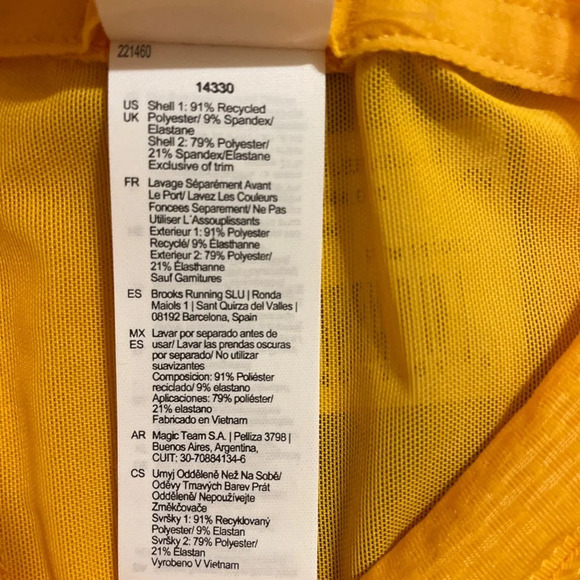 221460
14330
US Shell 1: 91% Recycled
UK Polyester/ 9% Spandex/
Elastane
Shell 2: 79% Polyester/
21% Spandex/Elastane
Exclusive of trim
FR Lavage Séparément Avant
Le Port/ Lavez Les Couleurs
Foncees Separement/ Ne Pas
Utiliser L´Assouplissants
Exterieur 1: 91% Polyester
Recyclé/ 9% Élasthanne
Exterieur 2: 79% Polyester/
21% Élasthanne
Sauf Garnitures
ES Brooks Running SLU | Ronda
Maiols 1 | Sant Quirza del Valles |
08192 Barcelona, Spain
MX Lavar por separado antes de
ES usar/ Lavar las prendas oscuras
por separado/ No utilizar
suavizantes
Composicion: 91% Poliéster
reciclado/ 9% elastano
Aplicaciones: 79% poliéster/
21% elastano
Fabricado en Vietnam
AR Magic Team S.A. | Pelliza 3798 |
Buenos Aires, Argentina,
CUIT: 30-70884134-6
CS Umyj Odděleně Než Na Sobě/
Oděvy Tmavých Barev Prát
Odděleně/ Nepoužívejte
Změkčovače
Svršky 1: 91% Recyklovaný
Polyester/ 9% Elastan
Svršky 2: 79% Polyester/
21% Elastan
Vyrobeno V Vietnam